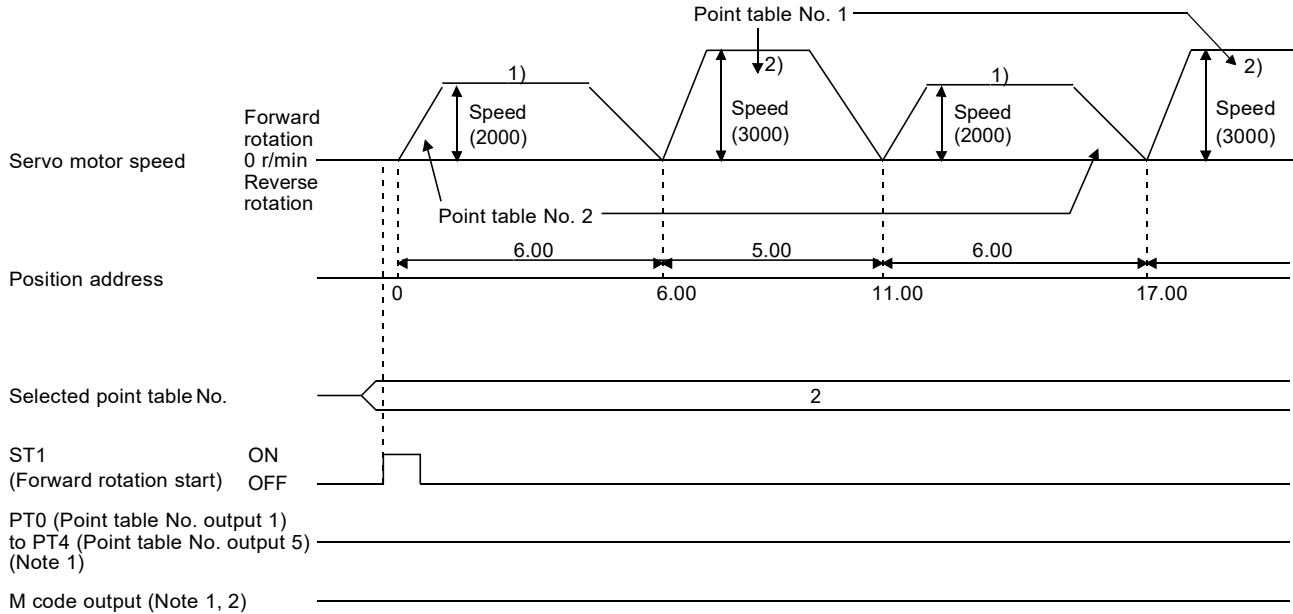 Point table No. 1
1)
2)
1)
2)
Forward
rotation
0 r/min
Reverse
rotation
Servo motor speed
Speed
(2000)
Speed
(3000)
Speed
(2000)
Speed
(3000)
Point table No. 2
6.00
5.00
6.00
Position address
0
6.00
11.00
17.00
Selected point table No.
2
ST1
(Forward rotation start)
ON
OFF
PT0 (Point table No. output 1)
to PT4 (Point table No. output 5)
(Note 1)
M code output (Note 1, 2)